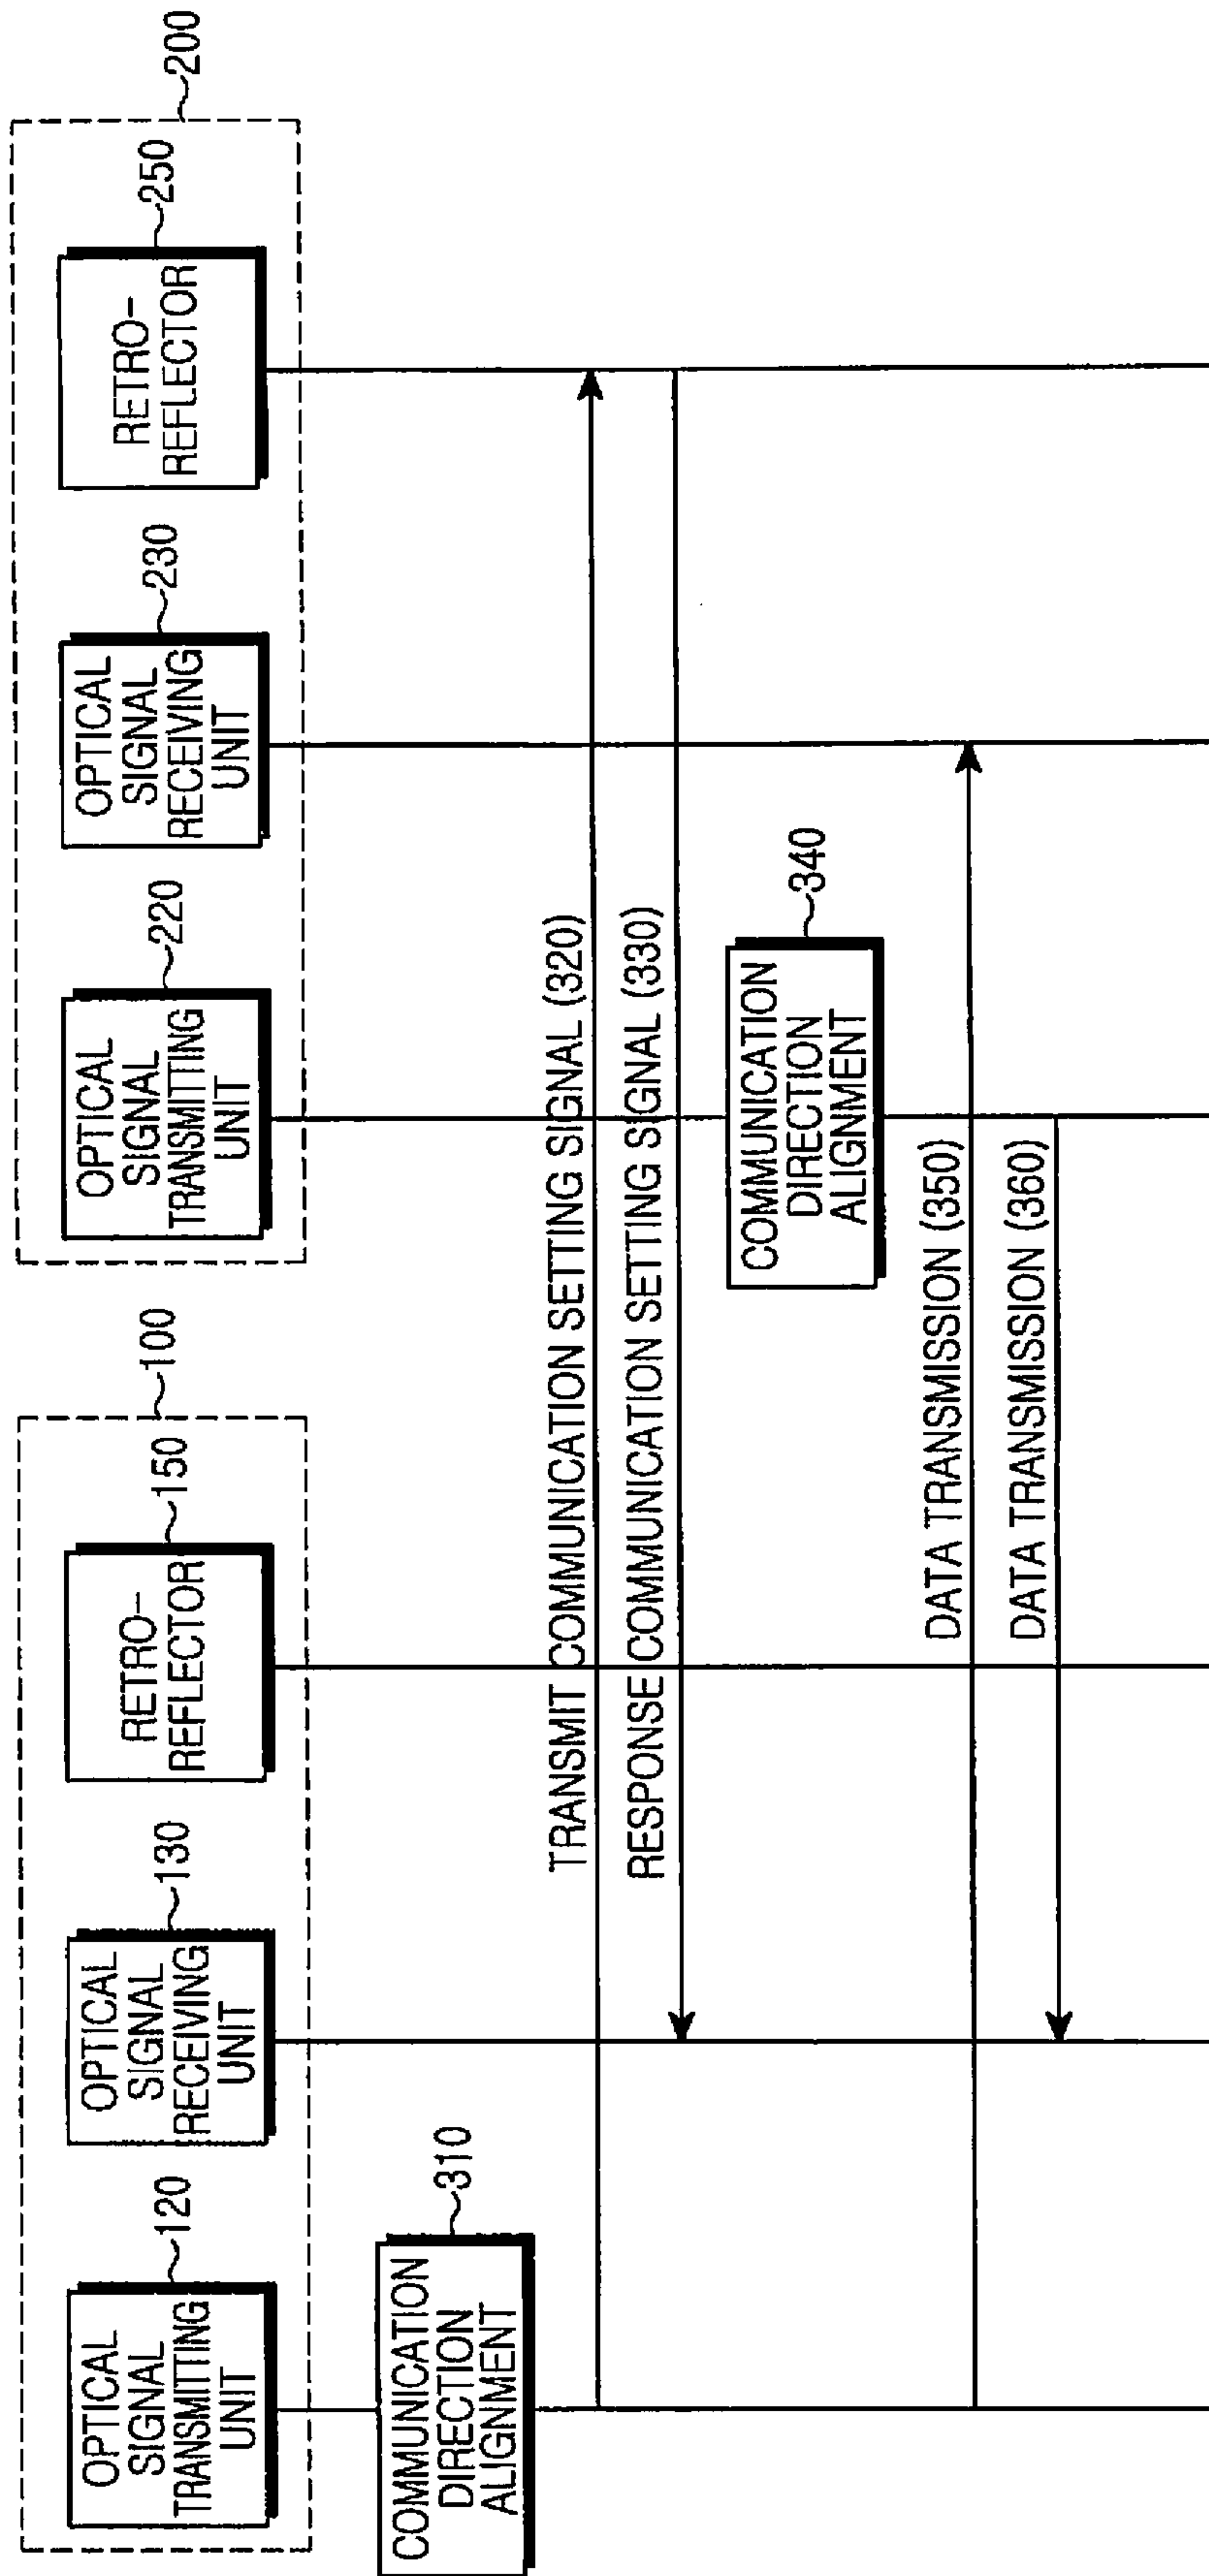 100
200
OPTICAL
SIGNAL
TRANSMITTING
UNIT
120
OPTICAL
SIGNAL
RECEIVING
UNIT
130
RETRO-
REFLECTOR
150
OPTICAL
SIGNAL
TRANSMITTING
UNIT
220
OPTICAL
SIGNAL
RECEIVING
UNIT
230
RETRO-
REFLECTOR
250
COMMUNICATION
DIRECTION
ALIGNMENT
310
TRANSMIT COMMUNICATION SETTING SIGNAL (320)
RESPONSE COMMUNICATION SETTING SIGNAL (330)
COMMUNICATION
DIRECTION
ALIGNMENT
340
DATA TRANSMISSION (350)
DATA TRANSMISSION (360)